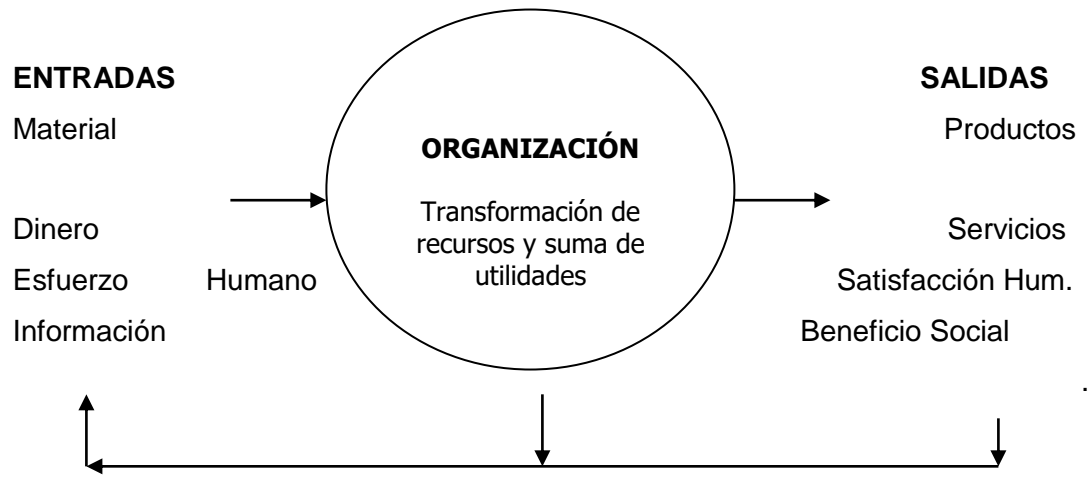 ENTRADAS
SALIDAS
Material
Productos
ORGANIZACIÓN
Transformación de
recursos y suma de
utilidades
Dinero
Servicios
Esfuerzo Humano
Satisfacción Hum.
Información
Beneficio Social
.